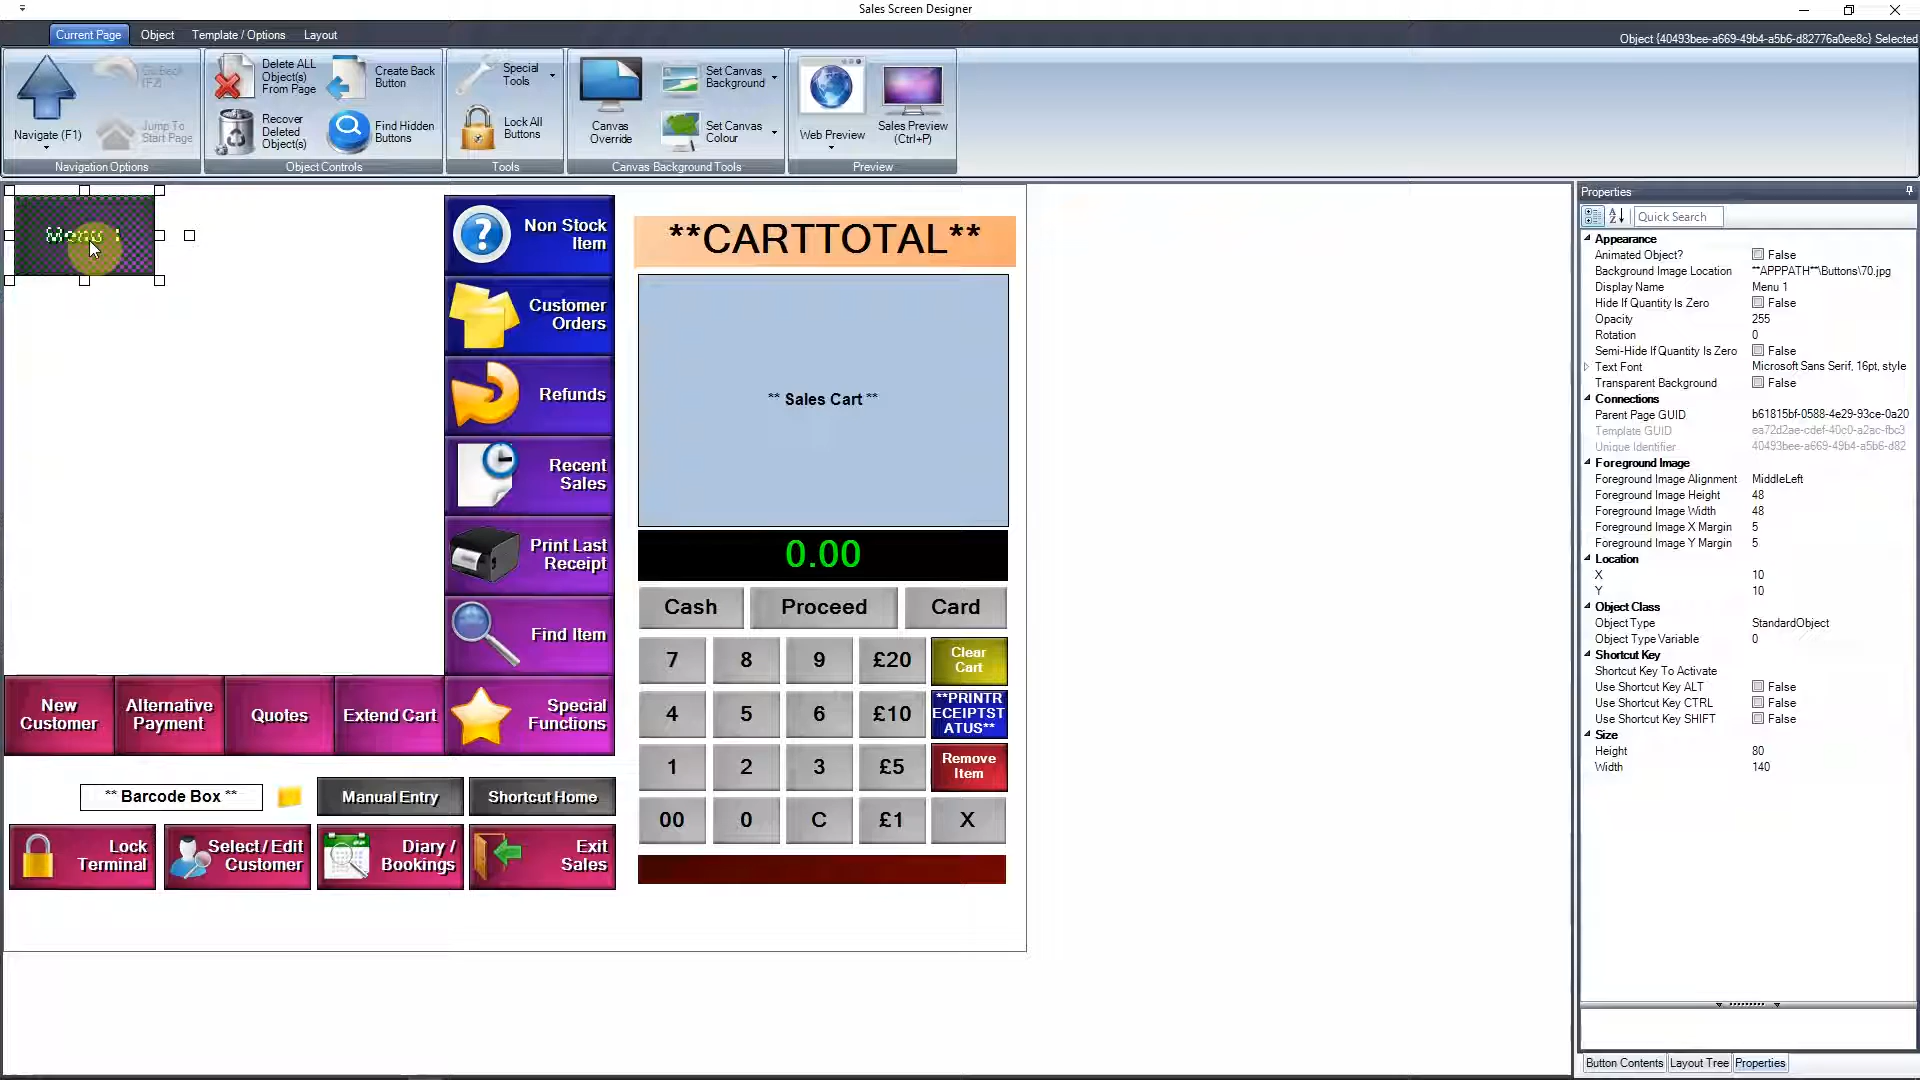 Sales Screen Designer
Current Page
Object
Template / Options
Layout
Object {40493bee-a669-49b4-a5b6-d82776a0ee8c} Selected
Navigate (F1)
Go Back
(F2)
Jump To
Start Page
Navigation Options
Delete ALL
Object(s)
From Page
Recover
Deleted
Object(s)
Create Back
Button
Find Hidden
Buttons
Object Controls
Special
Tools
Lock All
Buttons
Tools
Canvas
Override
Set Canvas
Background
Set Canvas
Colour
Canvas Background Tools
Web Preview
Sales Preview
(Ctrl+P)
Preview
Menu 1
Non Stock
Item
Customer
Orders
Refunds
Recent
Sales
Print Last
Receipt
Find Item
Special
Functions
New
Customer
Alternative
Payment
Quotes
Extend Cart
** Barcode Box **
Manual Entry
Shortcut Home
Lock
Terminal
Select / Edit
Customer
Diary /
Bookings
Exit
Sales
**CARTTOTAL**
** Sales Cart **
0.00
Cash
Proceed
Card
7
8
9
£20
Clear
Cart
4
5
6
£10
**PRINTR
ECEIPTST
ATUS**
1
2
3
£5
Remove
Item
00
0
C
£1
X
Properties
Quick Search
Appearance
Animated Object? False
Background Image Location **APPPATH**\Buttons\70.jpg
Display Name Menu 1
Hide If Quantity Is Zero False
Opacity 255
Rotation 0
Semi-Hide If Quantity Is Zero False
Text Font Microsoft Sans Serif, 16pt, style
Transparent Background False
Connections
Parent Page GUID b61815bf-0588-4e29-93ce-0a20
Template GUID ea72d2ae-cdef-40c0-a2ac-fbc3
Unique Identifier 40493bee-a669-49b4-a5b6-d82
Foreground Image
Foreground Image Alignment MiddleLeft
Foreground Image Height 48
Foreground Image Width 48
Foreground Image X Margin 5
Foreground Image Y Margin 5
Location
X 10
Y 10
Object Class
Object Type StandardObject
Object Type Variable 0
Shortcut Key
Shortcut Key To Activate
Use Shortcut Key ALT False
Use Shortcut Key CTRL False
Use Shortcut Key SHIFT False
Size
Height 80
Width 140
Button Contents
Layout Tree
Properties